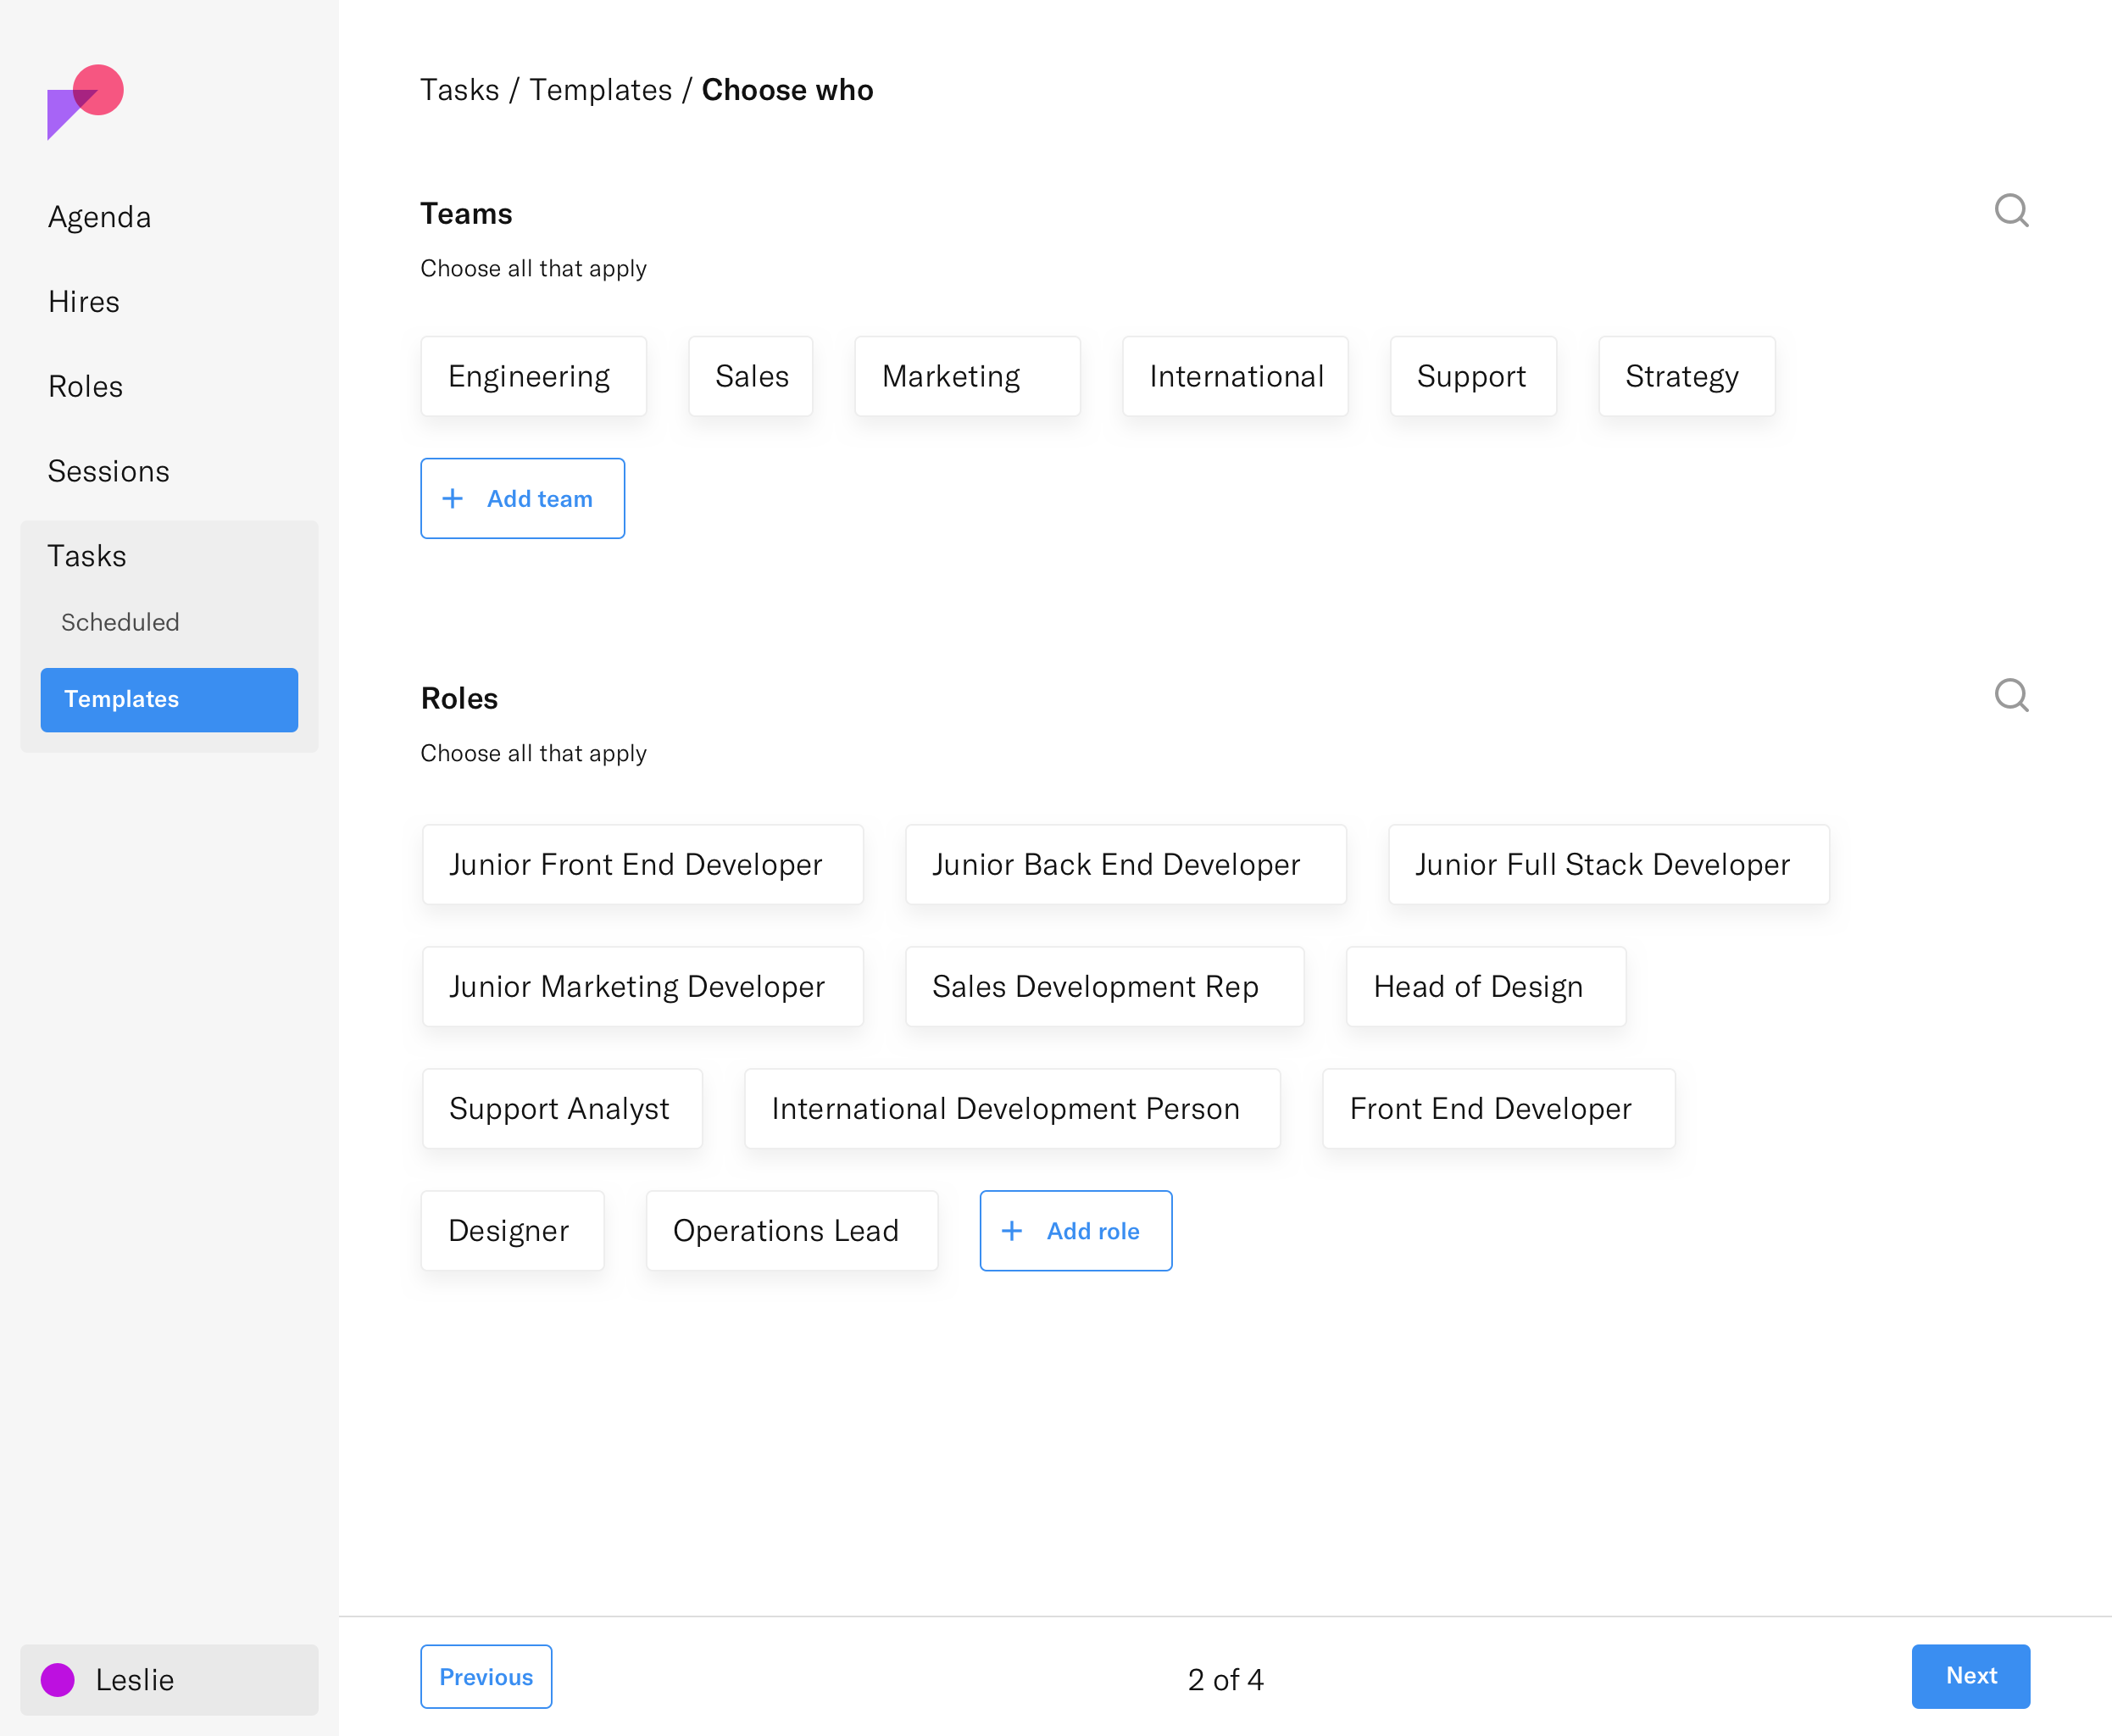 Agenda
Hires
Roles
Sessions
Tasks
Scheduled
Templates
Leslie
Tasks / Templates / Choose who
Teams
Choose all that apply
Engineering
Sales
Marketing
International
Support
Strategy
+ Add team
Roles
Choose all that apply
Junior Front End Developer
Junior Back End Developer
Junior Full Stack Developer
Junior Marketing Developer
Sales Development Rep
Head of Design
Support Analyst
International Development Person
Front End Developer
Designer
Operations Lead
+ Add role
Previous
2 of 4
Next